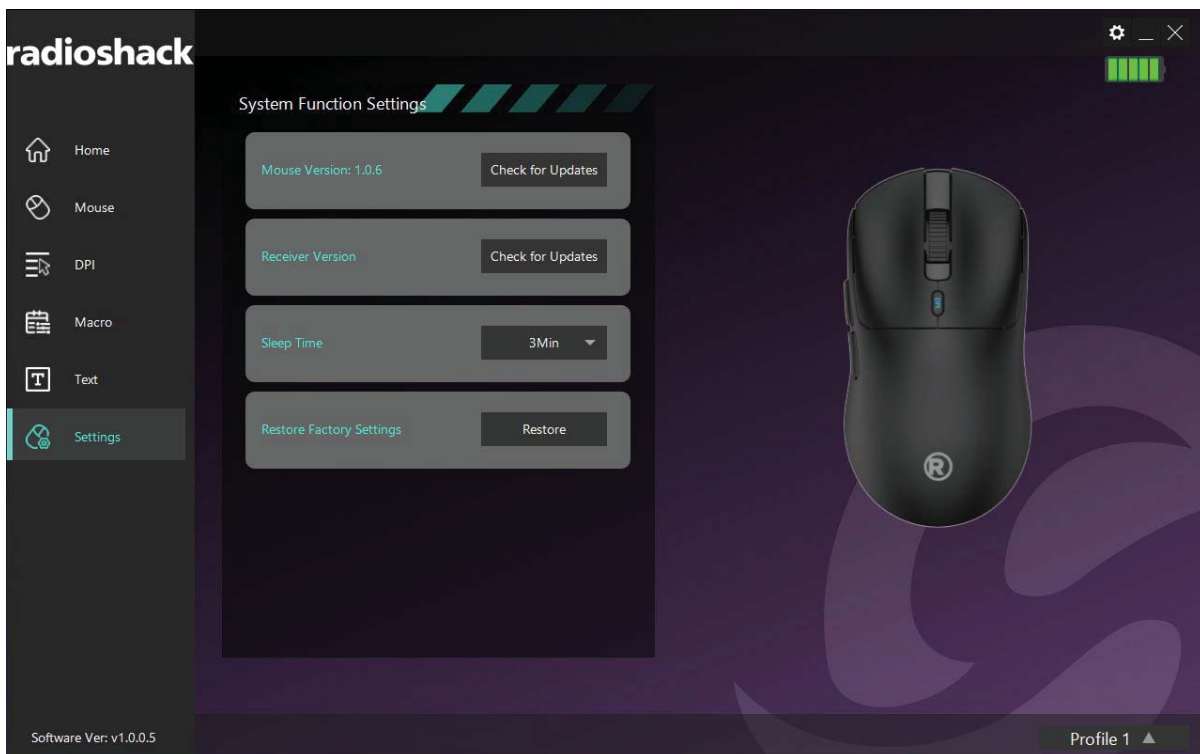 radioshack
Home
Mouse
DPI
Macro
Text
Settings
Software Ver: v1.0.0.5
System Function Settings
Mouse Version: 1.0.6
Check for Updates
Receiver Version
Check for Updates
Sleep Time
3Min
Restore Factory Settings
Restore
Profile 1